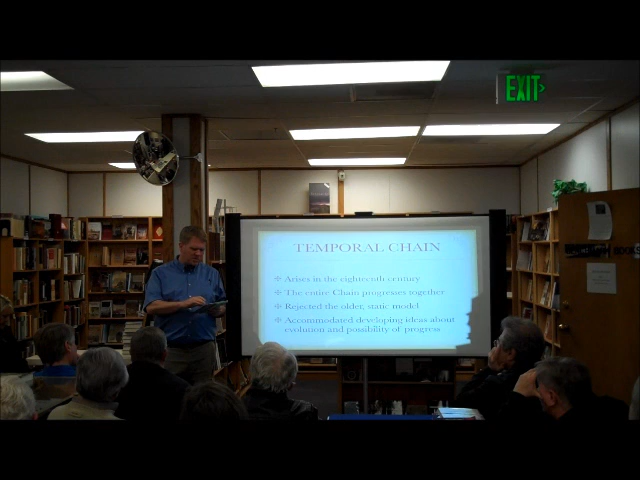 EXIT
TEMPORAL CHAIN
Arises in the eighteenth century
The entire Chain progresses together
Rejected the older, static model
Accommodated developing ideas about
evolution and possibility of progress